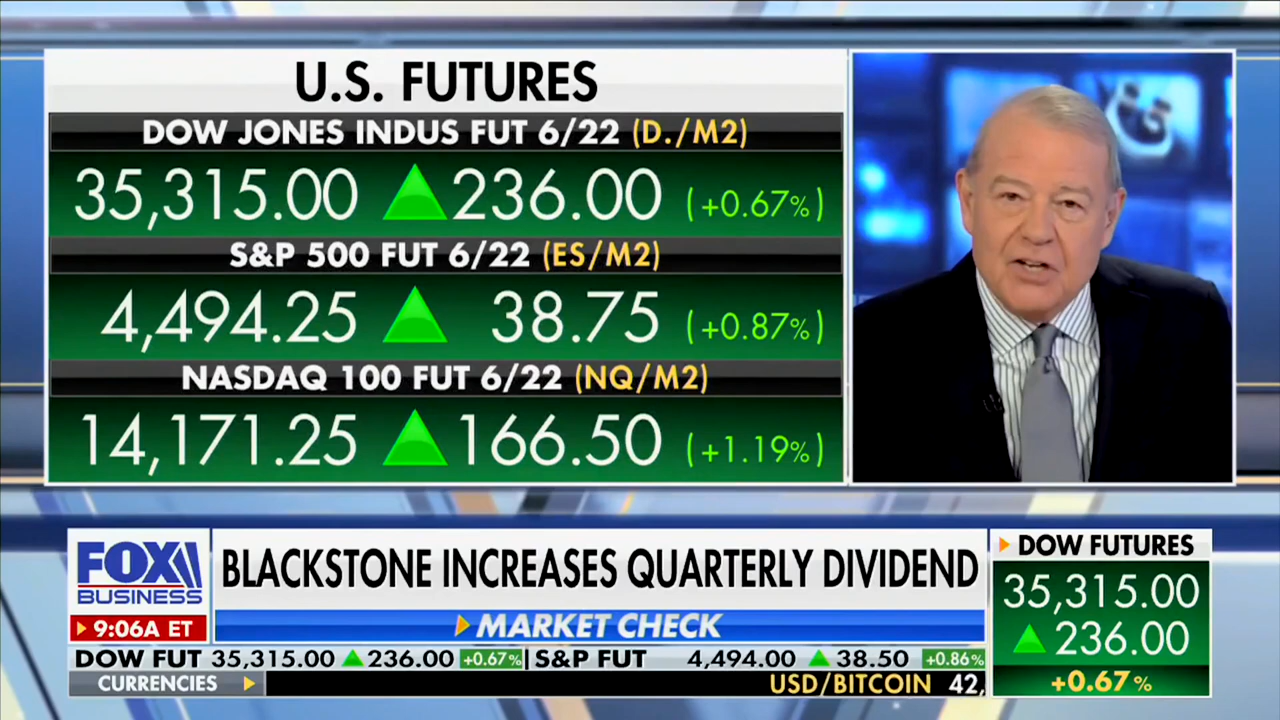 U.S. FUTURES
DOW JONES INDUS FUT 6/22 (D./M2)
35,315.00 236.00 (+0.67%)
S&P 500 FUT 6/22 (ES/M2)
4,494.25 38.75 (+0.87%)
NASDAQ 100 FUT 6/22 (NQ/M2)
14,171.25 166.50 (+1.19%)
FOX
BUSINESS
9:06A ET
BLACKSTONE INCREASES QUARTERLY DIVIDEND
MARKET CHECK
DOW FUTURES
35,315.00
236.00
+0.67%
DOW FUT 35,315.00 236.00 +0.67% S&P FUT 4,494.00 38.50 +0.86%
CURRENCIES USD/BITCOIN 42,